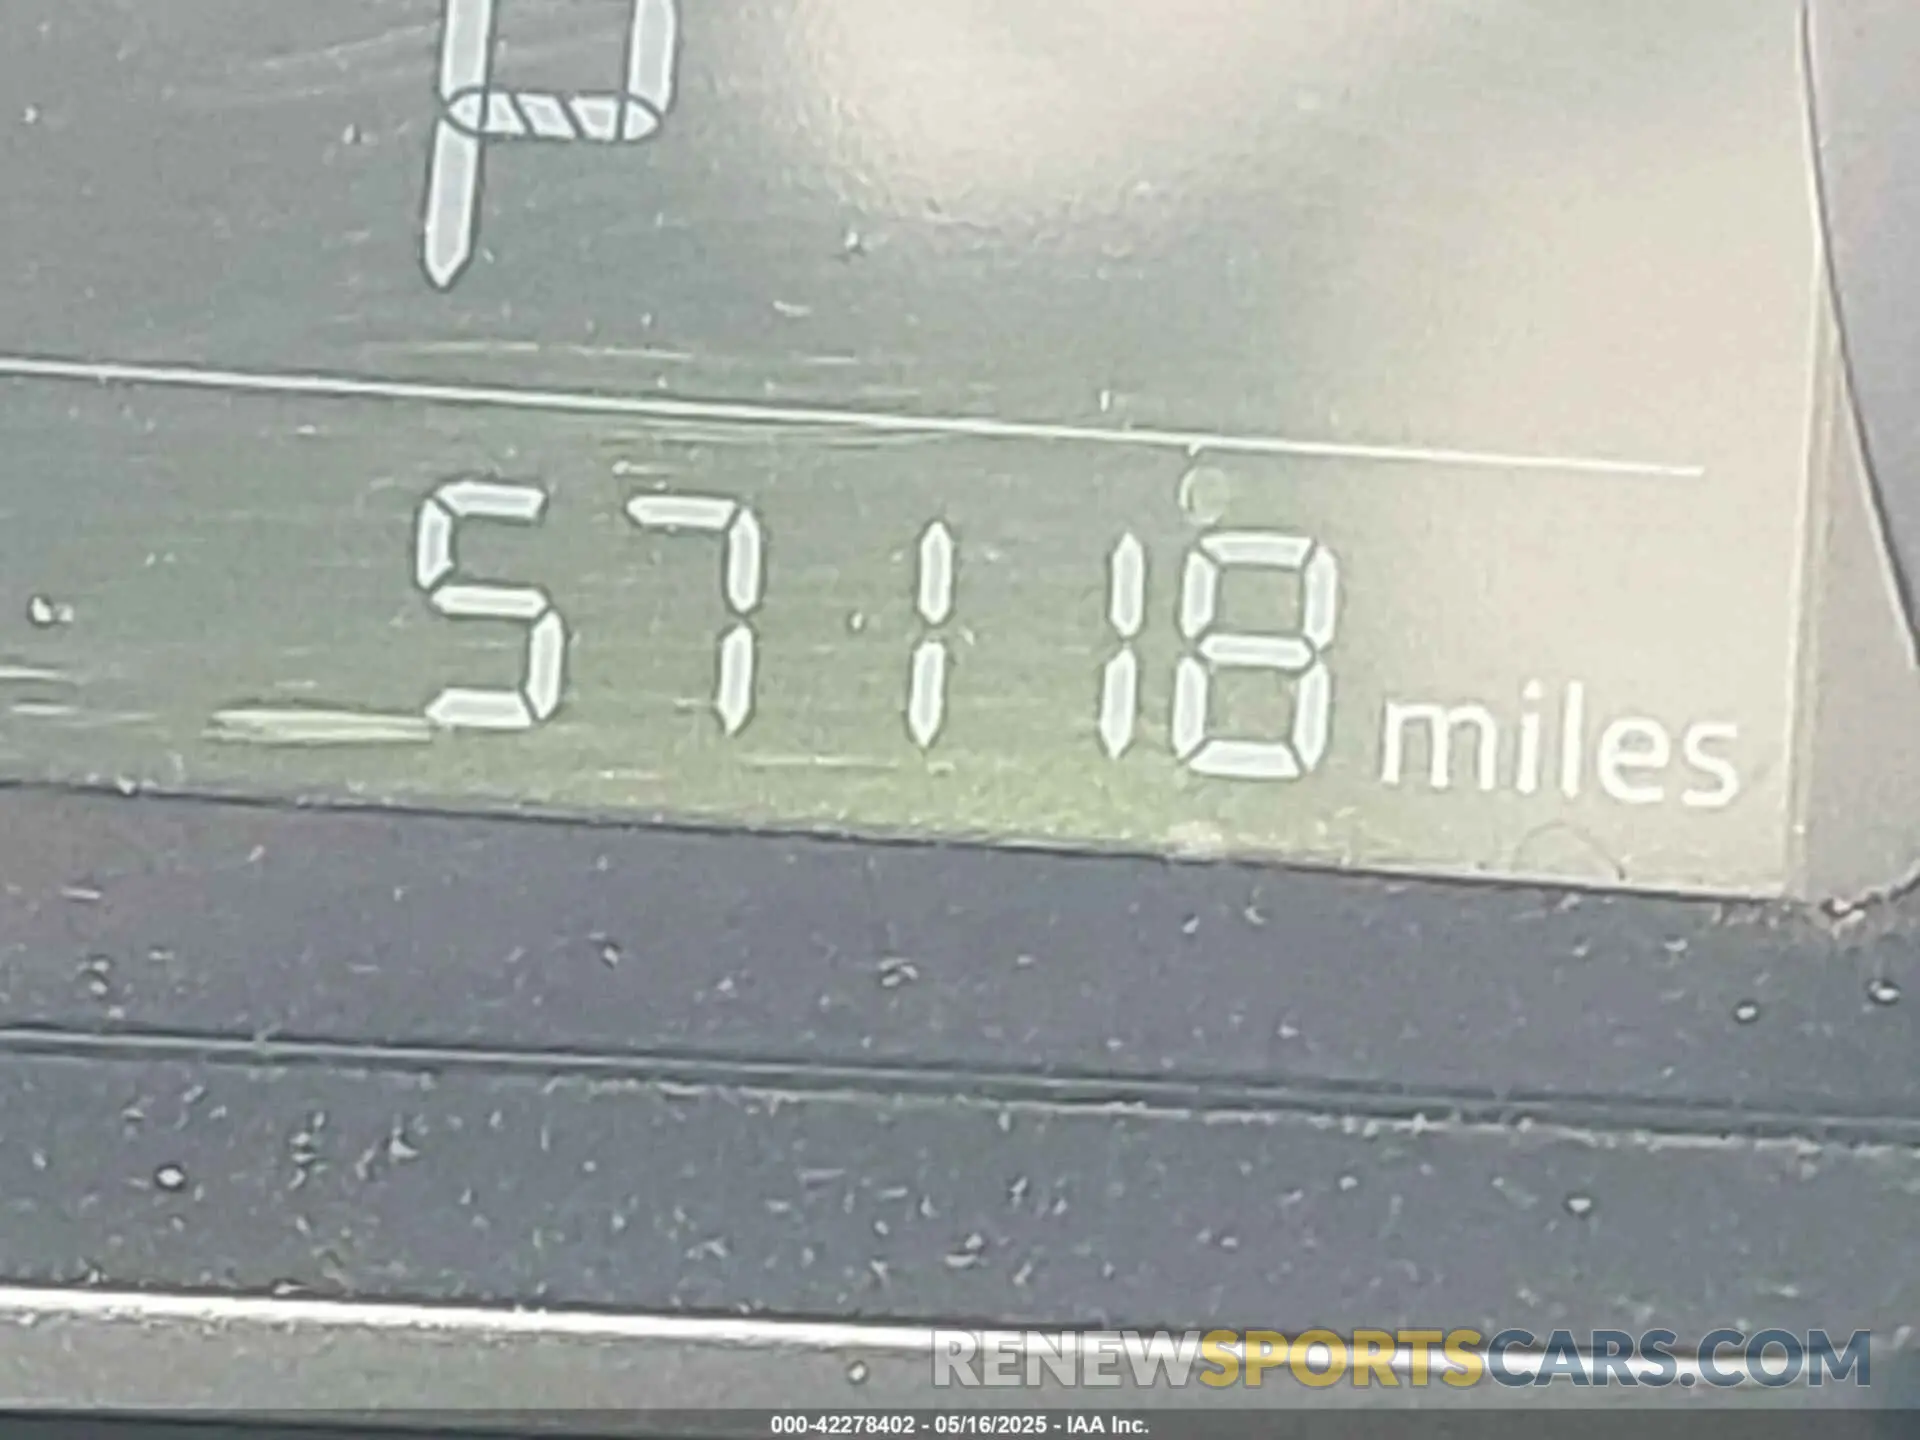 P
57118 miles
RENEWSPORTSCARS.COM
000-42278402 - 05/16/2025 - IAA Inc.